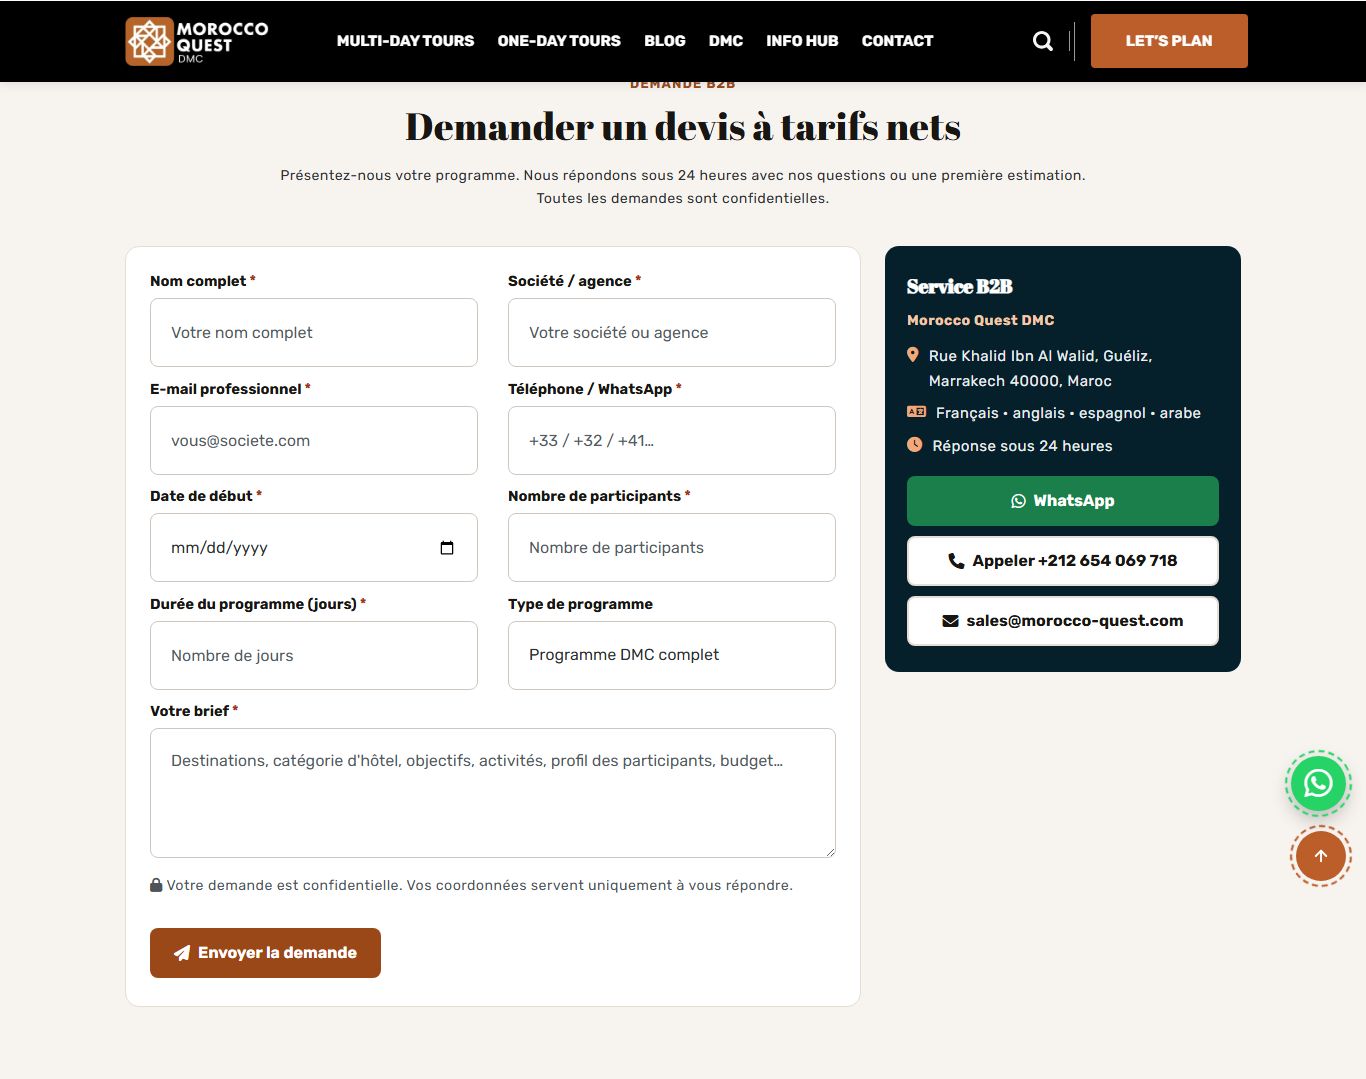 MOROCCO
QUEST
DMC
MULTI-DAY TOURS
ONE-DAY TOURS
BLOG
DMC
INFO HUB
CONTACT
LET'S PLAN
DEMANDE B2B
Demander un devis à tarifs nets
Présentez-nous votre programme. Nous répondons sous 24 heures avec nos questions ou une première estimation.
Toutes les demandes sont confidentielles.
Nom complet *
Votre nom complet
Société / agence *
Votre société ou agence
E-mail professionnel *
vous@societe.com
Téléphone / WhatsApp *
+33 / +32 / +41…
Date de début *
mm/dd/yyyy
Nombre de participants *
Nombre de participants
Durée du programme (jours) *
Nombre de jours
Type de programme
Programme DMC complet
Votre brief *
Destinations, catégorie d'hôtel, objectifs, activités, profil des participants, budget…
Votre demande est confidentielle. Vos coordonnées servent uniquement à vous répondre.
Envoyer la demande
Service B2B
Morocco Quest DMC
Rue Khalid Ibn Al Walid, Guéliz,
Marrakech 40000, Maroc
Français • anglais • espagnol • arabe
Réponse sous 24 heures
WhatsApp
Appeler +212 654 069 718
sales@morocco-quest.com